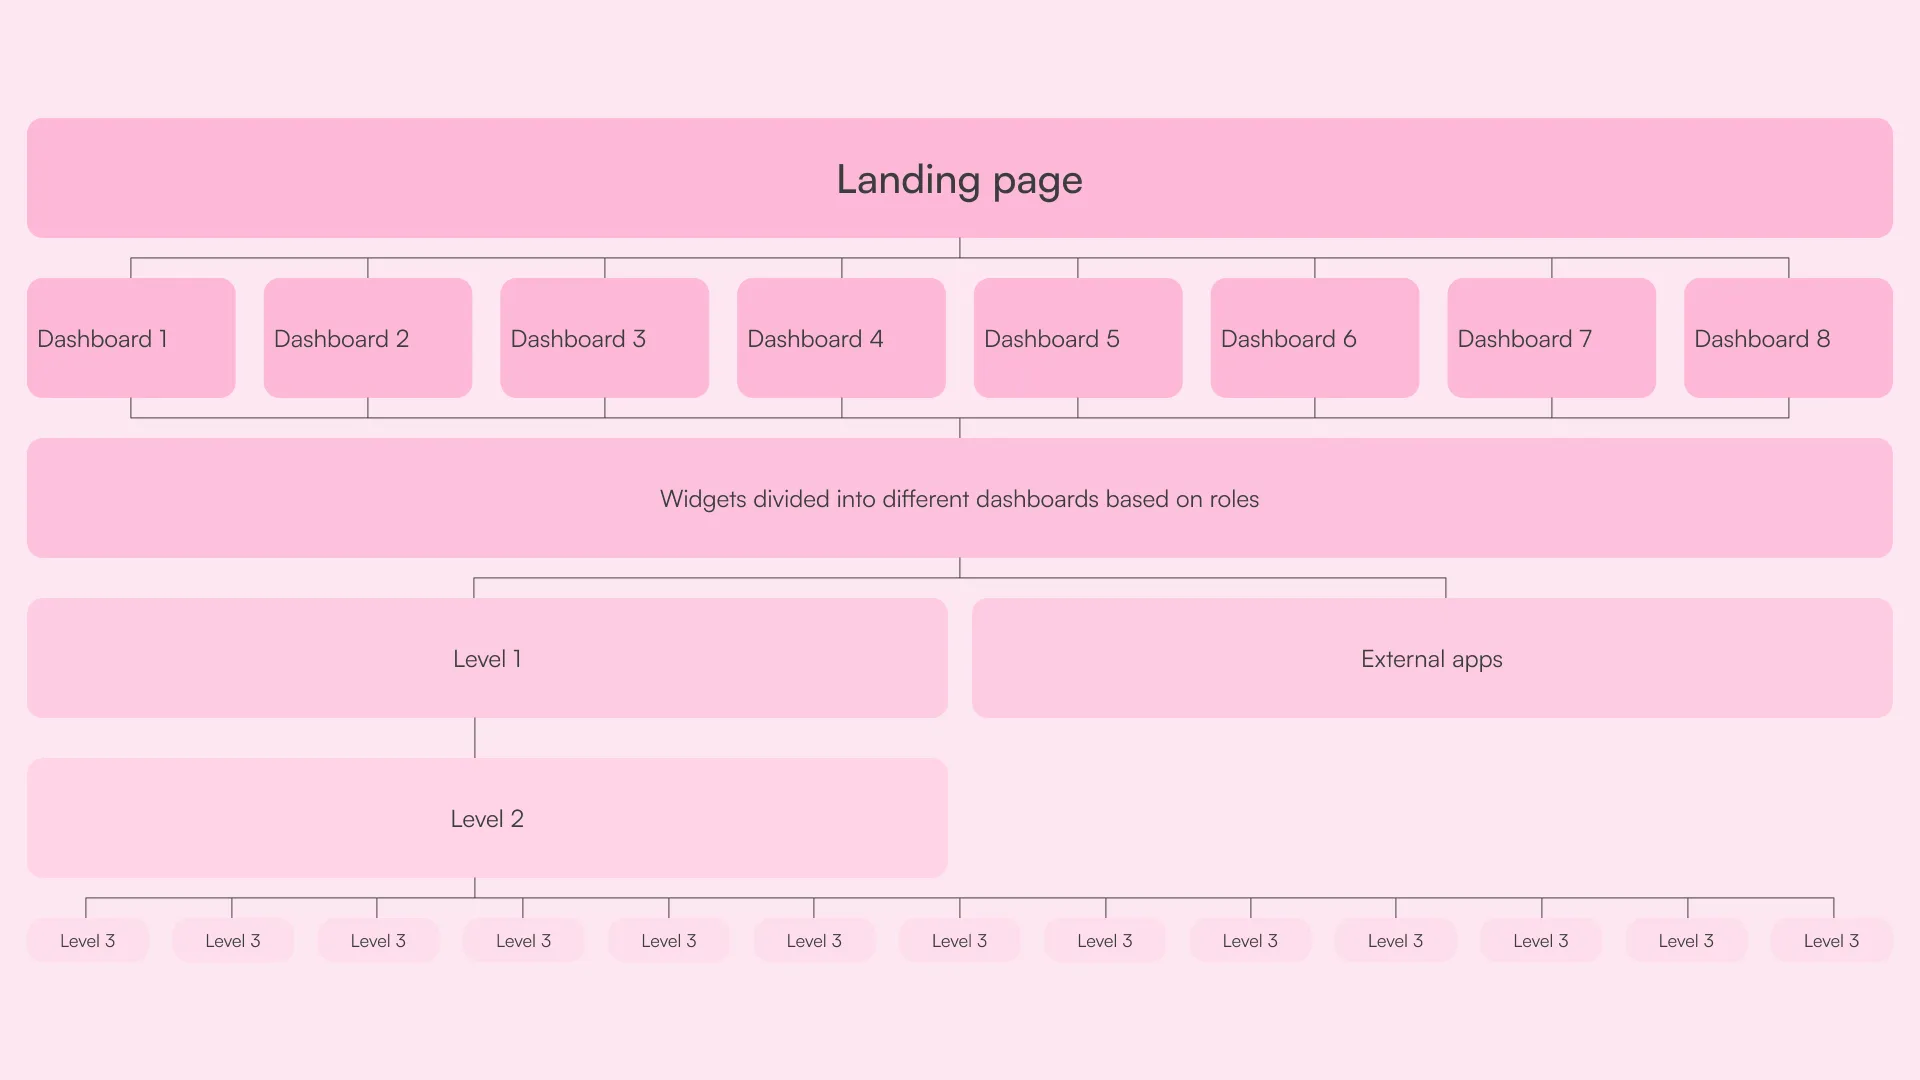 Landing page
Dashboard 1
Dashboard 2
Dashboard 3
Dashboard 4
Dashboard 5
Dashboard 6
Dashboard 7
Dashboard 8
Widgets divided into different dashboards based on roles
Level 1
External apps
Level 2
Level 3
Level 3
Level 3
Level 3
Level 3
Level 3
Level 3
Level 3
Level 3
Level 3
Level 3
Level 3
Level 3